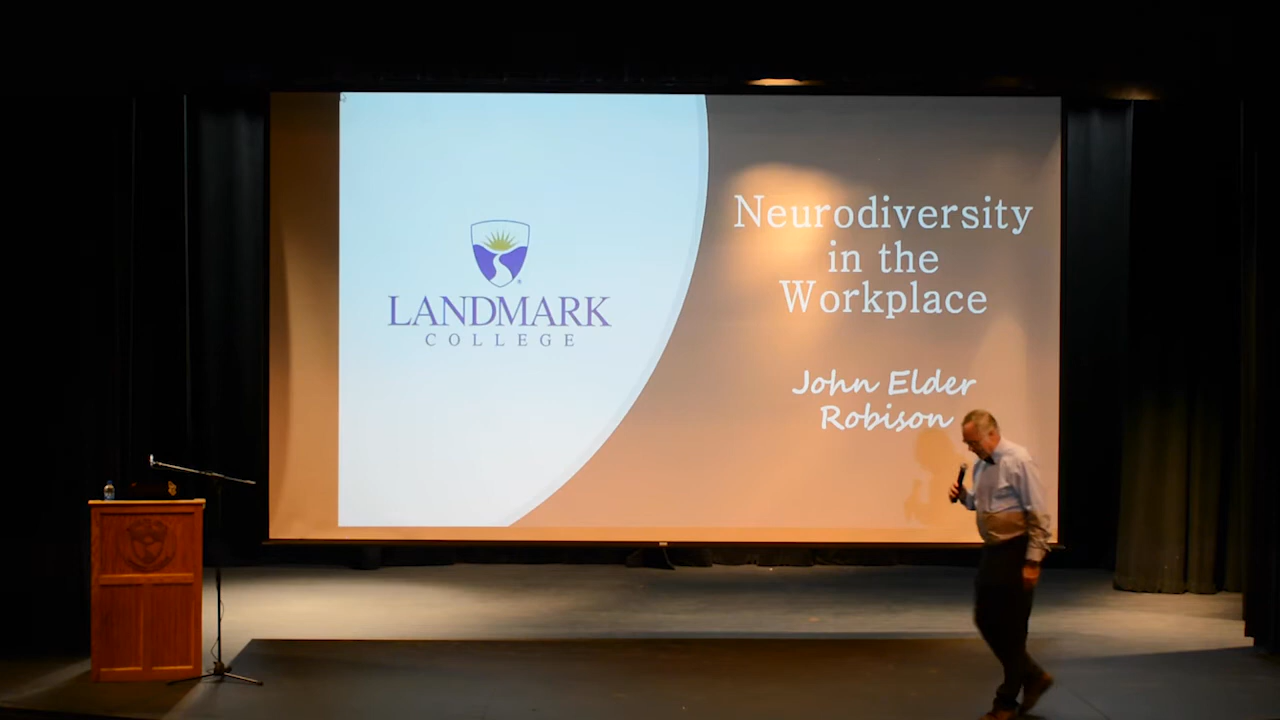 LANDMARK
COLLEGE
Neurodiversity
in the
Workplace
John Elder
Robison